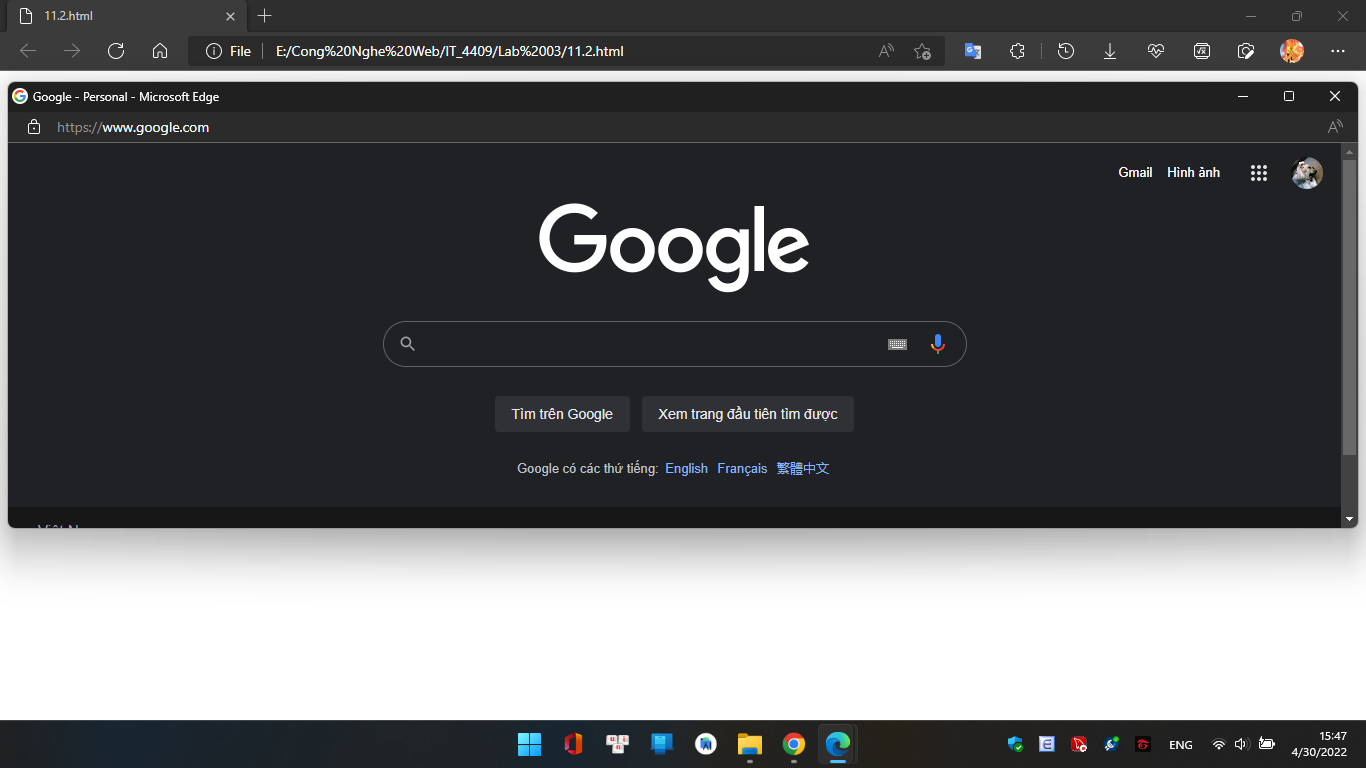 11.2.html
File E:/Cong%20Nghe%20Web/IT_4409/Lab%2003/11.2.html
Google - Personal - Microsoft Edge
https://www.google.com
Gmail Hình ảnh
Google
Tìm trên Google Xem trang đầu tiên tìm được
Google có các thứ tiếng: English Français 繁體中文
ENG
15:47
4/30/2022